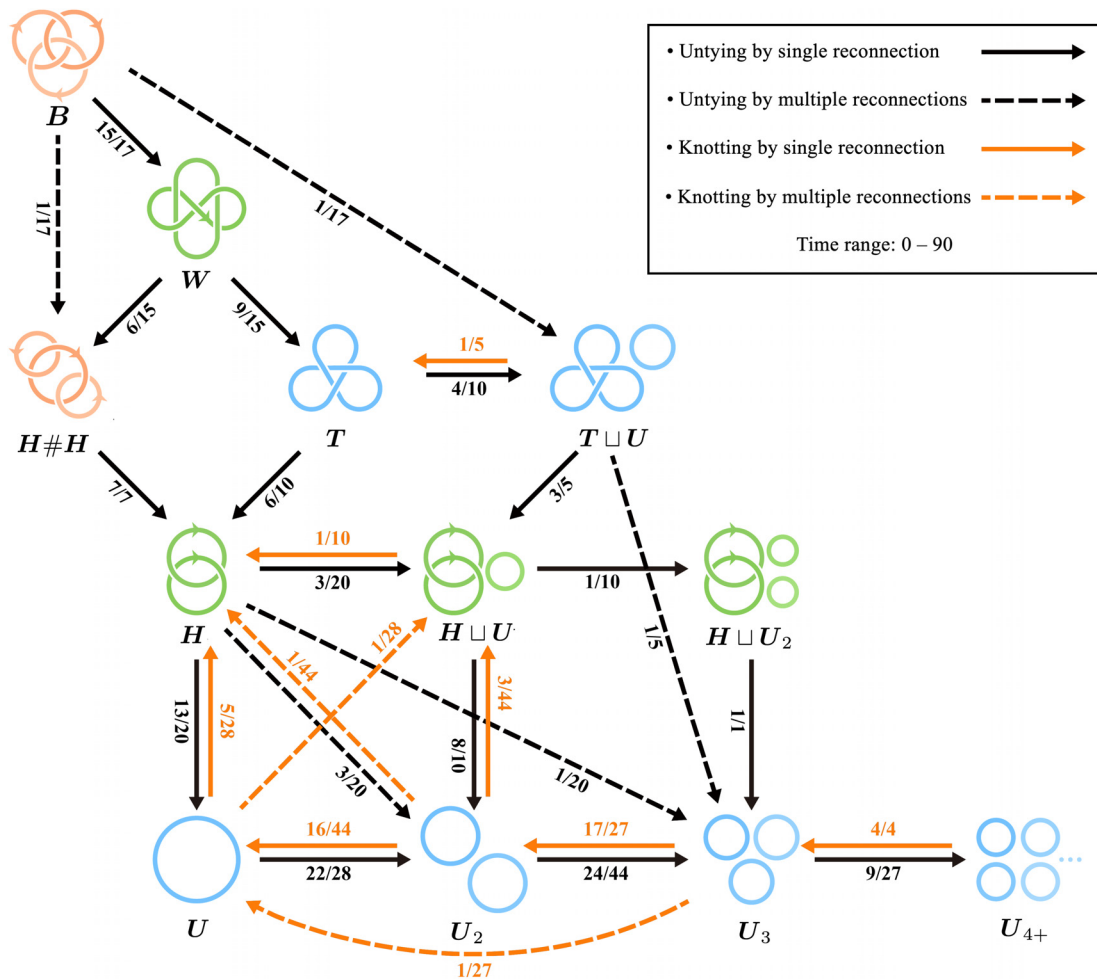 • Untying by single reconnection
• Untying by multiple reconnections
• Knotting by single reconnection
• Knotting by multiple reconnections
Time range: 0 – 90
B
15/17
1/17
1/17
W
6/15
9/15
1/5
4/10
H#H
T
T ⊔ U
7/7
6/10
3/5
1/10
3/20
1/10
1/5
H
H ⊔ U
H ⊔ U₂
1/28
1/44
13/20
5/28
3/20
8/10
3/44
1/20
1/1
16/44
22/28
17/27
24/44
4/4
9/27
U
U₂
U₃
U₄₊
1/27